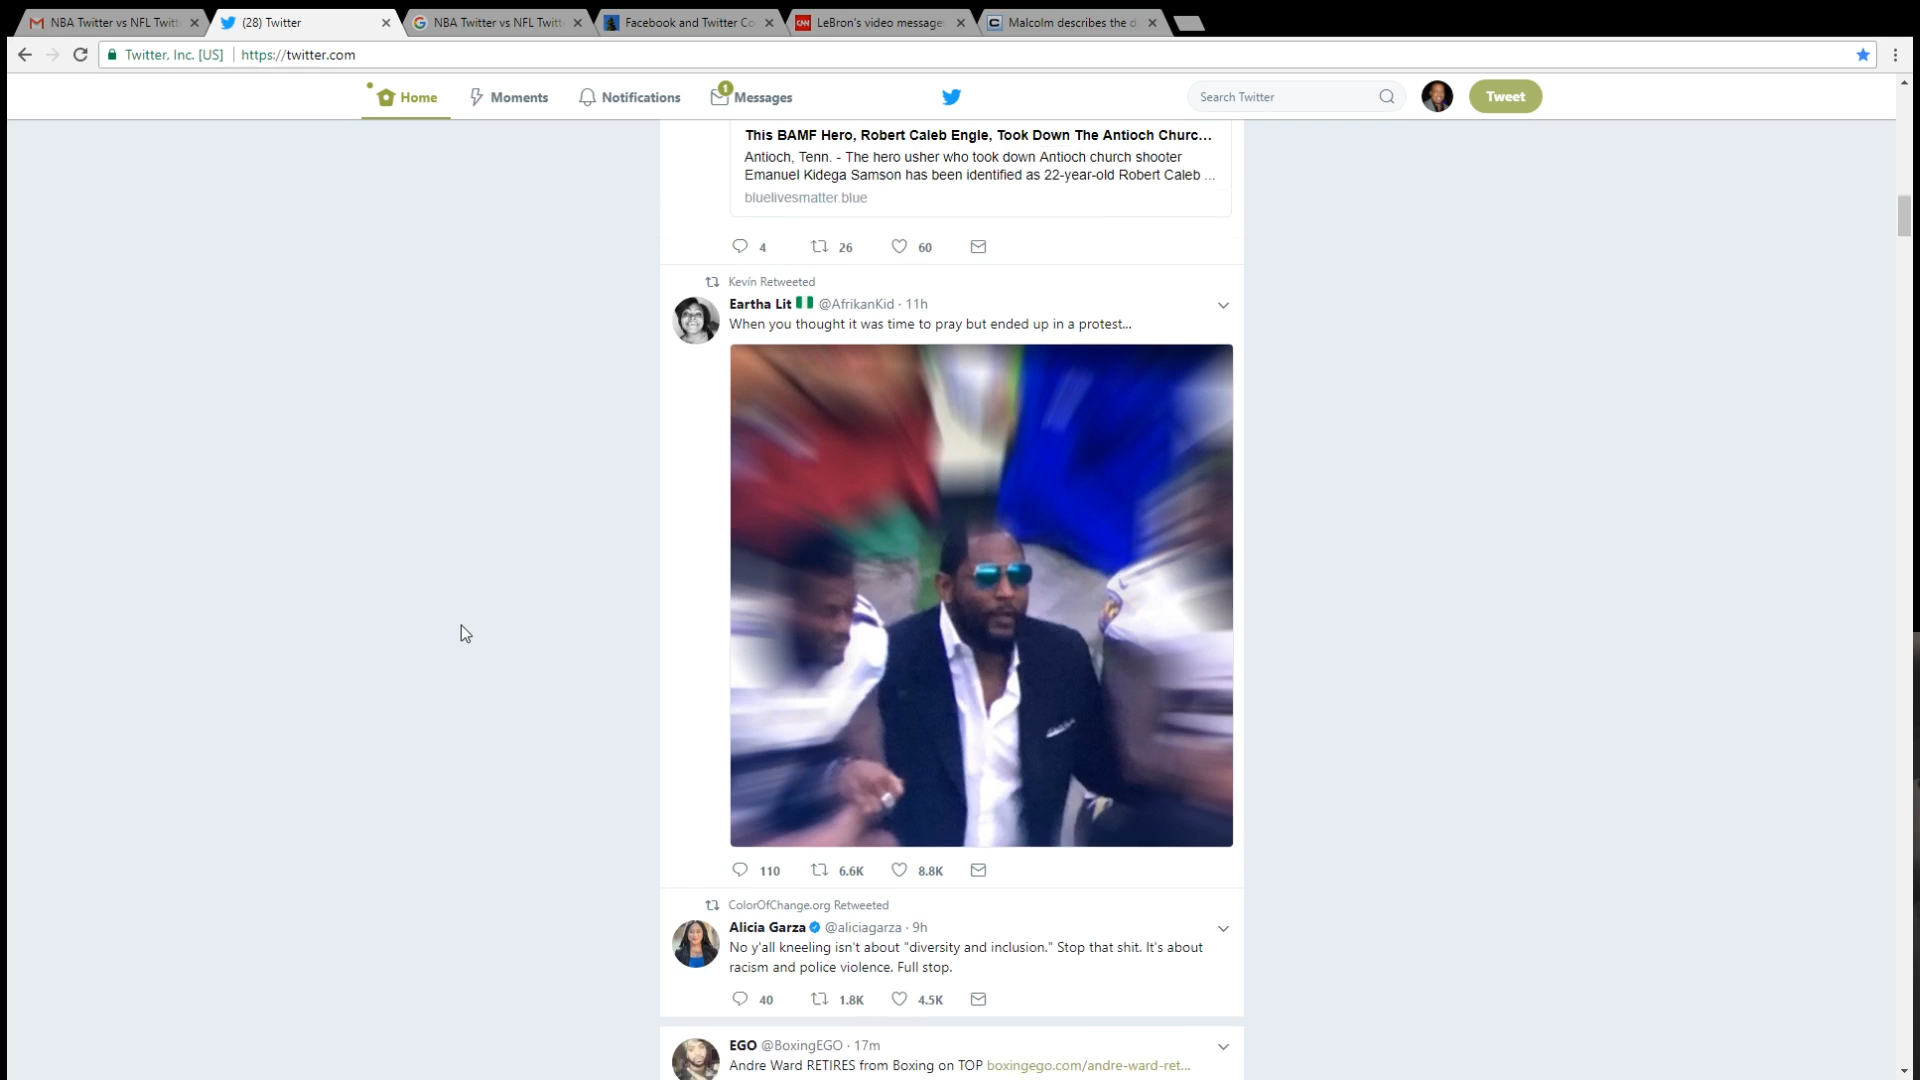 NBA Twitter vs NFL Twitt
(28) Twitter
NBA Twitter vs NFL Twitt
Facebook and Twitter Co
LeBron's video message
Malcolm describes the d
Twitter, Inc. [US]
https://twitter.com
Home
Moments
Notifications
1
Messages
Search Twitter
Tweet
This BAMF Hero, Robert Caleb Engle, Took Down The Antioch Churc...
Antioch, Tenn. - The hero usher who took down Antioch church shooter
Emanuel Kidega Samson has been identified as 22-year-old Robert Caleb ...
bluelivesmatter.blue
4 26 60
Kevín Retweeted
Eartha Lit @AfrikanKid · 11h
When you thought it was time to pray but ended up in a protest...
110 6.6K 8.8K
ColorOfChange.org Retweeted
Alicia Garza @aliciagarza · 9h
No y'all kneeling isn't about "diversity and inclusion." Stop that shit. It's about
racism and police violence. Full stop.
40 1.8K 4.5K
EGO @BoxingEGO · 17m
Andre Ward RETIRES from Boxing on TOP boxingego.com/andre-ward-ret...